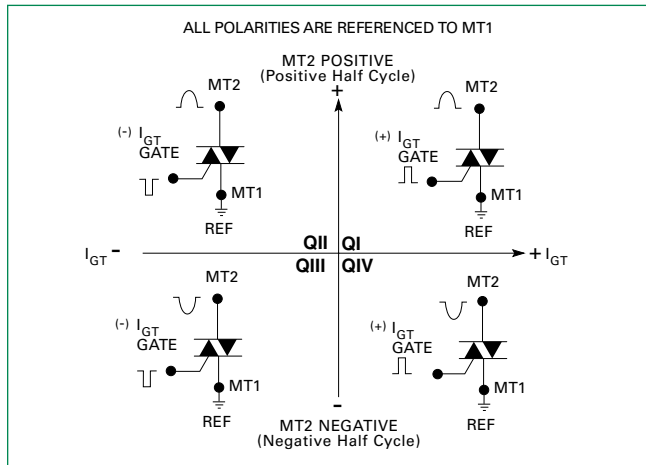 ALL POLARITIES ARE REFERENCED TO MT1
MT2 POSITIVE
(Positive Half Cycle)
+
MT2
(-) IGT
GATE
MT1
REF
MT2
(+) IGT
GATE
MT1
REF
IGT -
QII QI
QIII QIV
+ IGT
MT2
(-) IGT
GATE
MT1
REF
MT2
(+) IGT
GATE
MT1
REF
-
MT2 NEGATIVE
(Negative Half Cycle)